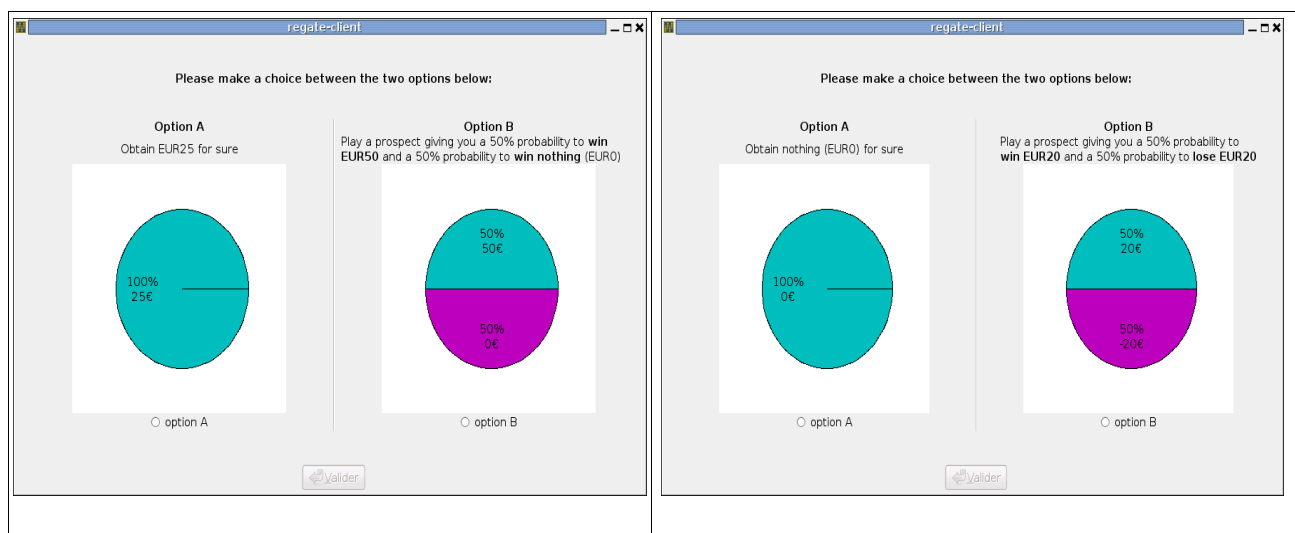 regate-client
Please make a choice between the two options below:
Option A
Obtain EUR25 for sure
100%
25€
option A
Option B
Play a prospect giving you a 50% probability to win
EUR50 and a 50% probability to win nothing (EUR0)
50%
50€
50%
0€
option B
Valider
regate-client
Please make a choice between the two options below:
Option A
Obtain nothing (EUR0) for sure
100%
0€
option A
Option B
Play a prospect giving you a 50% probability to
win EUR20 and a 50% probability to lose EUR20
50%
20€
50%
-20€
option B
Valider